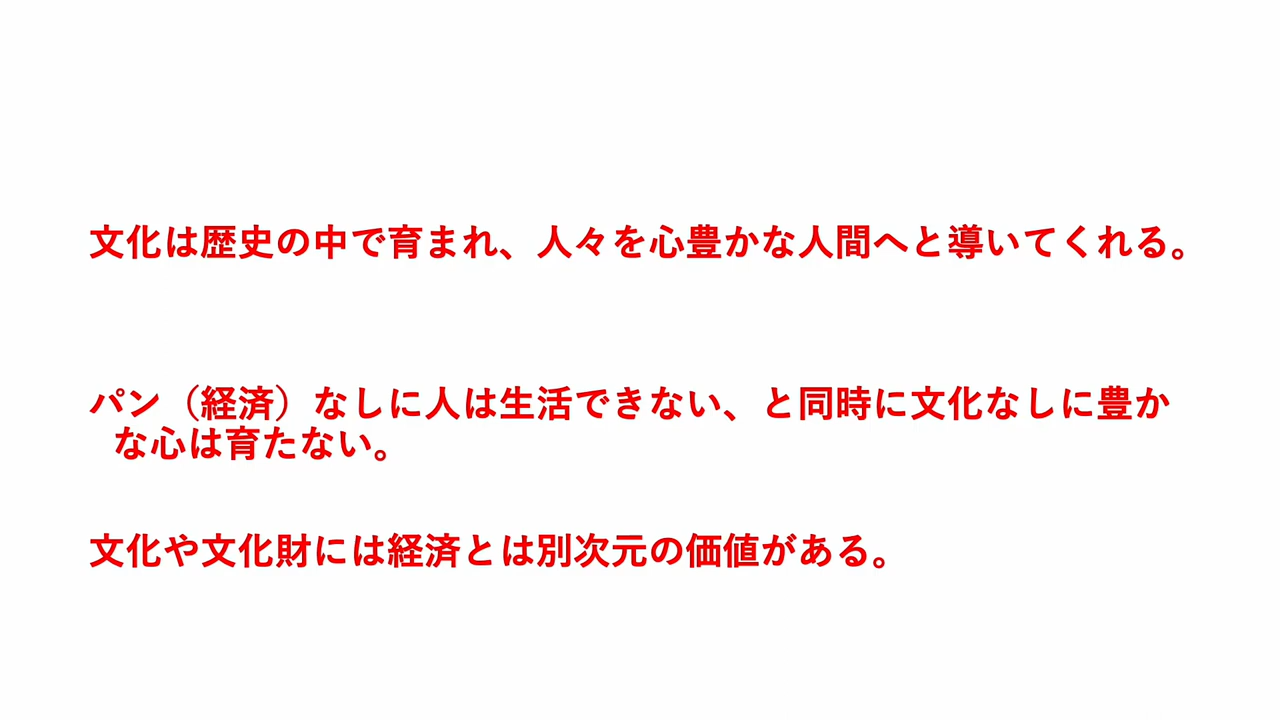 文化は歴史の中で育まれ、人々を心豊かな人間へと導いてくれる。
パン（経済）なしに人は生活できない、と同時に文化なしに豊か
な心は育たない。
文化や文化財には経済とは別次元の価値がある。